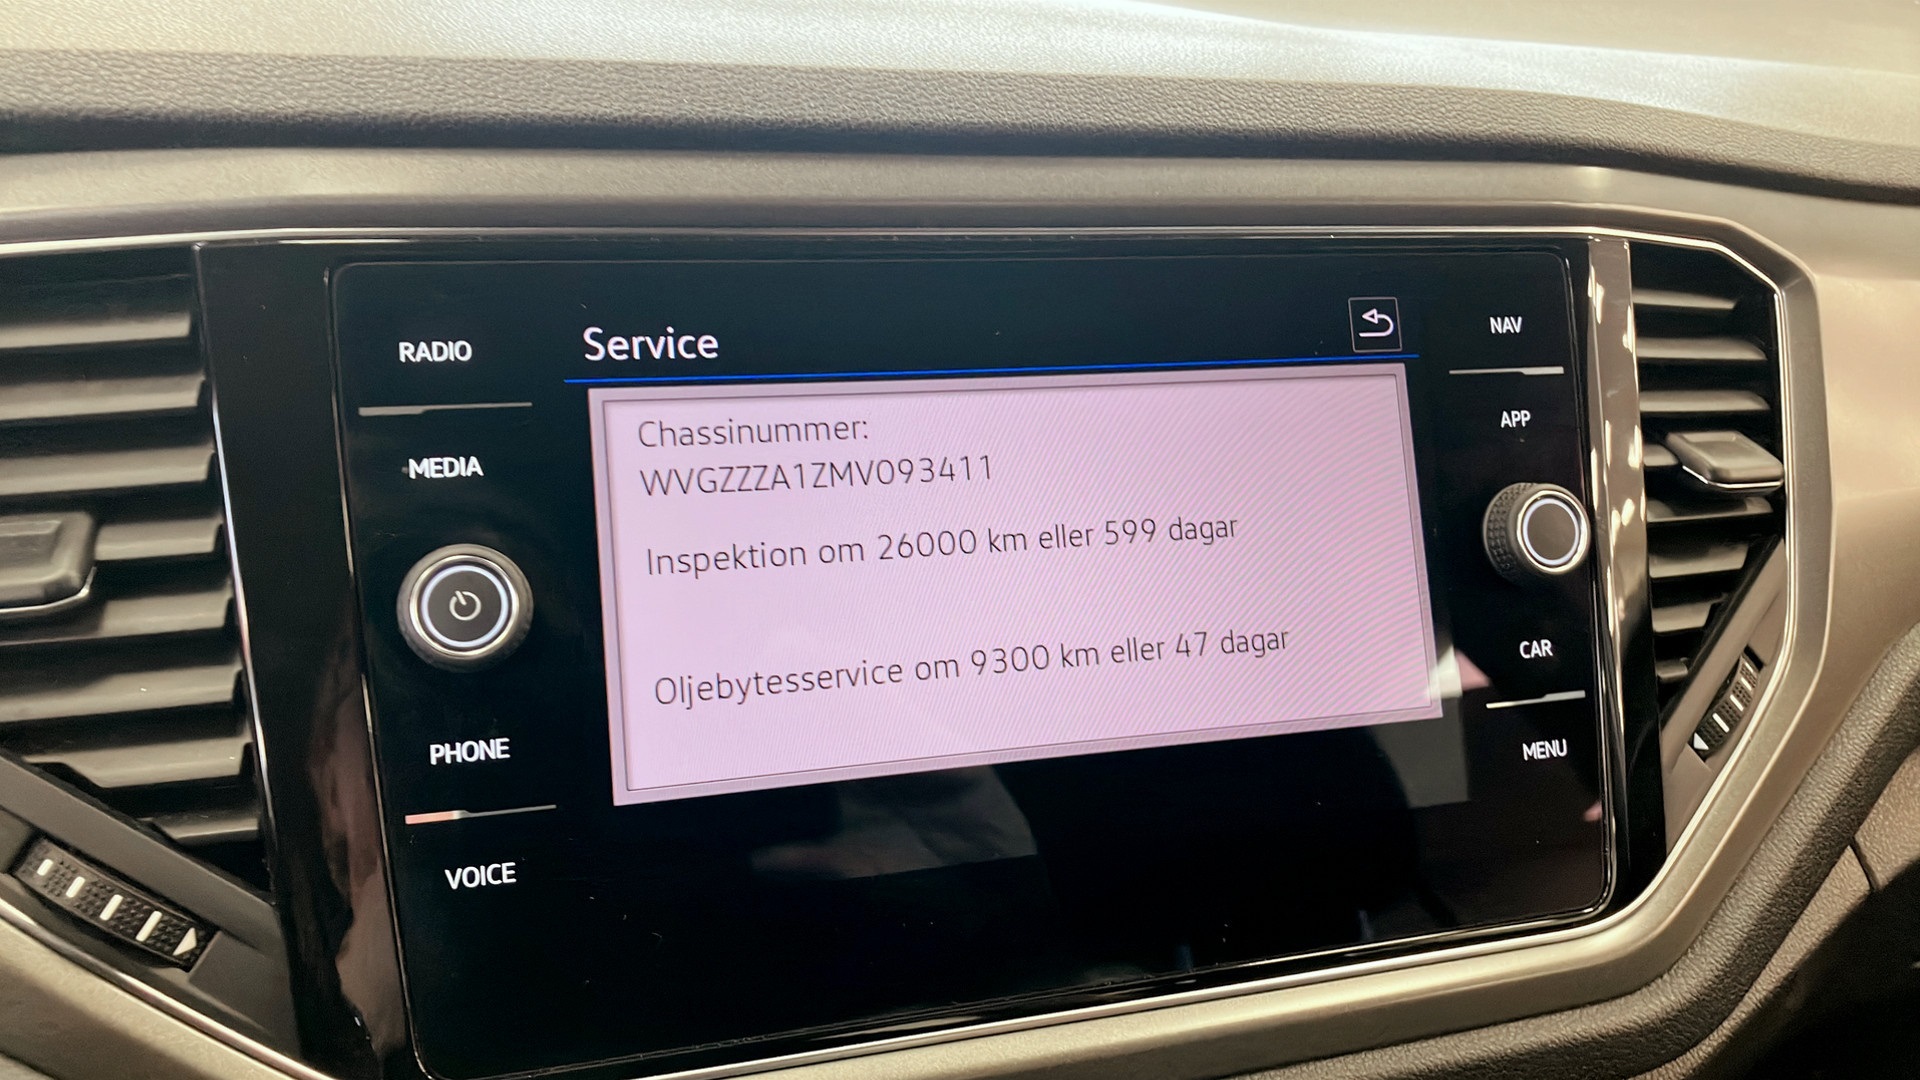 RADIO
MEDIA
PHONE
VOICE
Service
Chassinummer:
WVGZZZA1ZMV093411
Inspektion om 26000 km eller 599 dagar
Oljebytesservice om 9300 km eller 47 dagar
NAV
APP
CAR
MENU